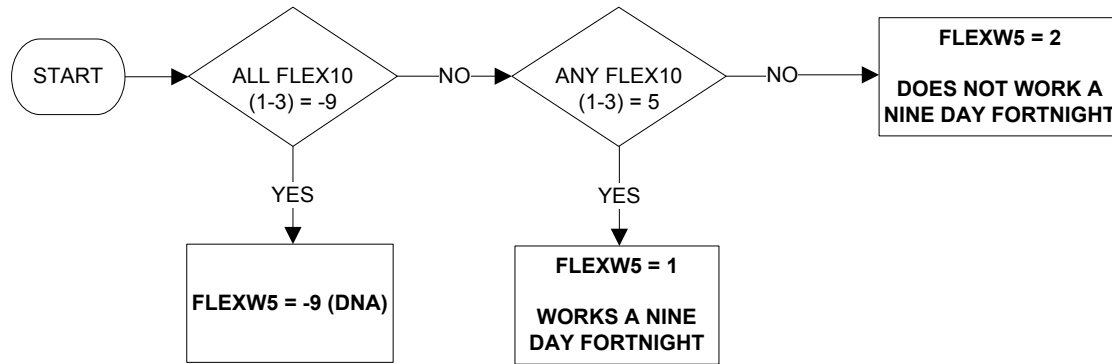 START
ALL FLEX10
(1-3) = -9
NO
ANY FLEX10
(1-3) = 5
NO
FLEXW5 = 2
DOES NOT WORK A
NINE DAY FORTNIGHT
YES
YES
FLEXW5 = -9 (DNA)
FLEXW5 = 1
WORKS A NINE
DAY FORTNIGHT